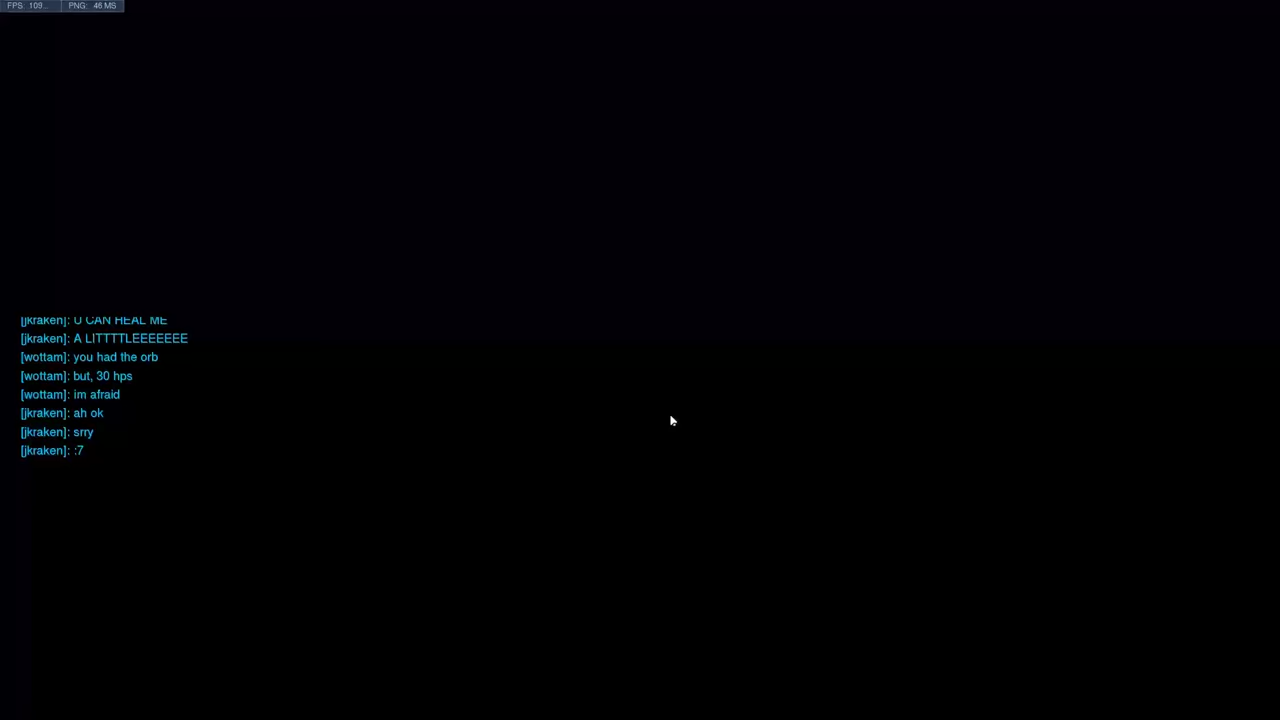 FPS: 109... PNG: 46 MS
[jkraken]: U CAN HEAL ME
[jkraken]: A LITTTTLEEEEEEE
[wottam]: you had the orb
[wottam]: but, 30 hps
[wottam]: im afraid
[jkraken]: ah ok
[jkraken]: srry
[jkraken]: :7